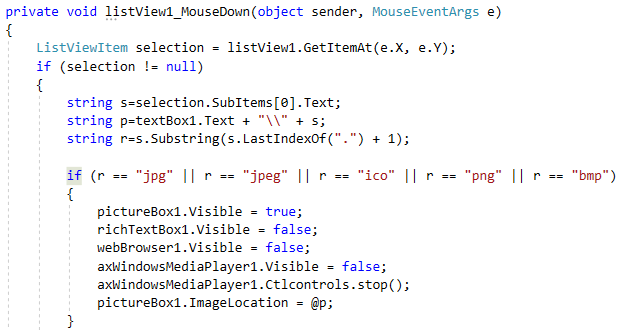 private void listView1_MouseDown(object sender, MouseEventArgs e)
{
ListViewItem selection = listView1.GetItemAt(e.X, e.Y);
if (selection != null)
{
string s=selection.SubItems[0].Text;
string p=textBox1.Text + "\\" + s;
string r=s.Substring(s.LastIndexOf(".") + 1);
if (r == "jpg" || r == "jpeg" || r == "ico" || r == "png" || r == "bmp")
{
pictureBox1.Visible = true;
richTextBox1.Visible = false;
webBrowser1.Visible = false;
axWindowsMediaPlayer1.Visible = false;
axWindowsMediaPlayer1.Ctlcontrols.stop();
pictureBox1.ImageLocation = @p;
}